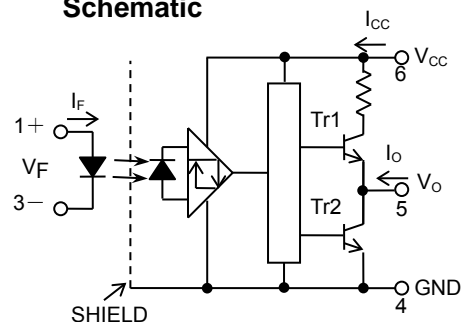 Schematic
ICC
VCC
6
IF
1+
VF
3−
Tr1
IO
VO
5
Tr2
GND
4
SHIELD